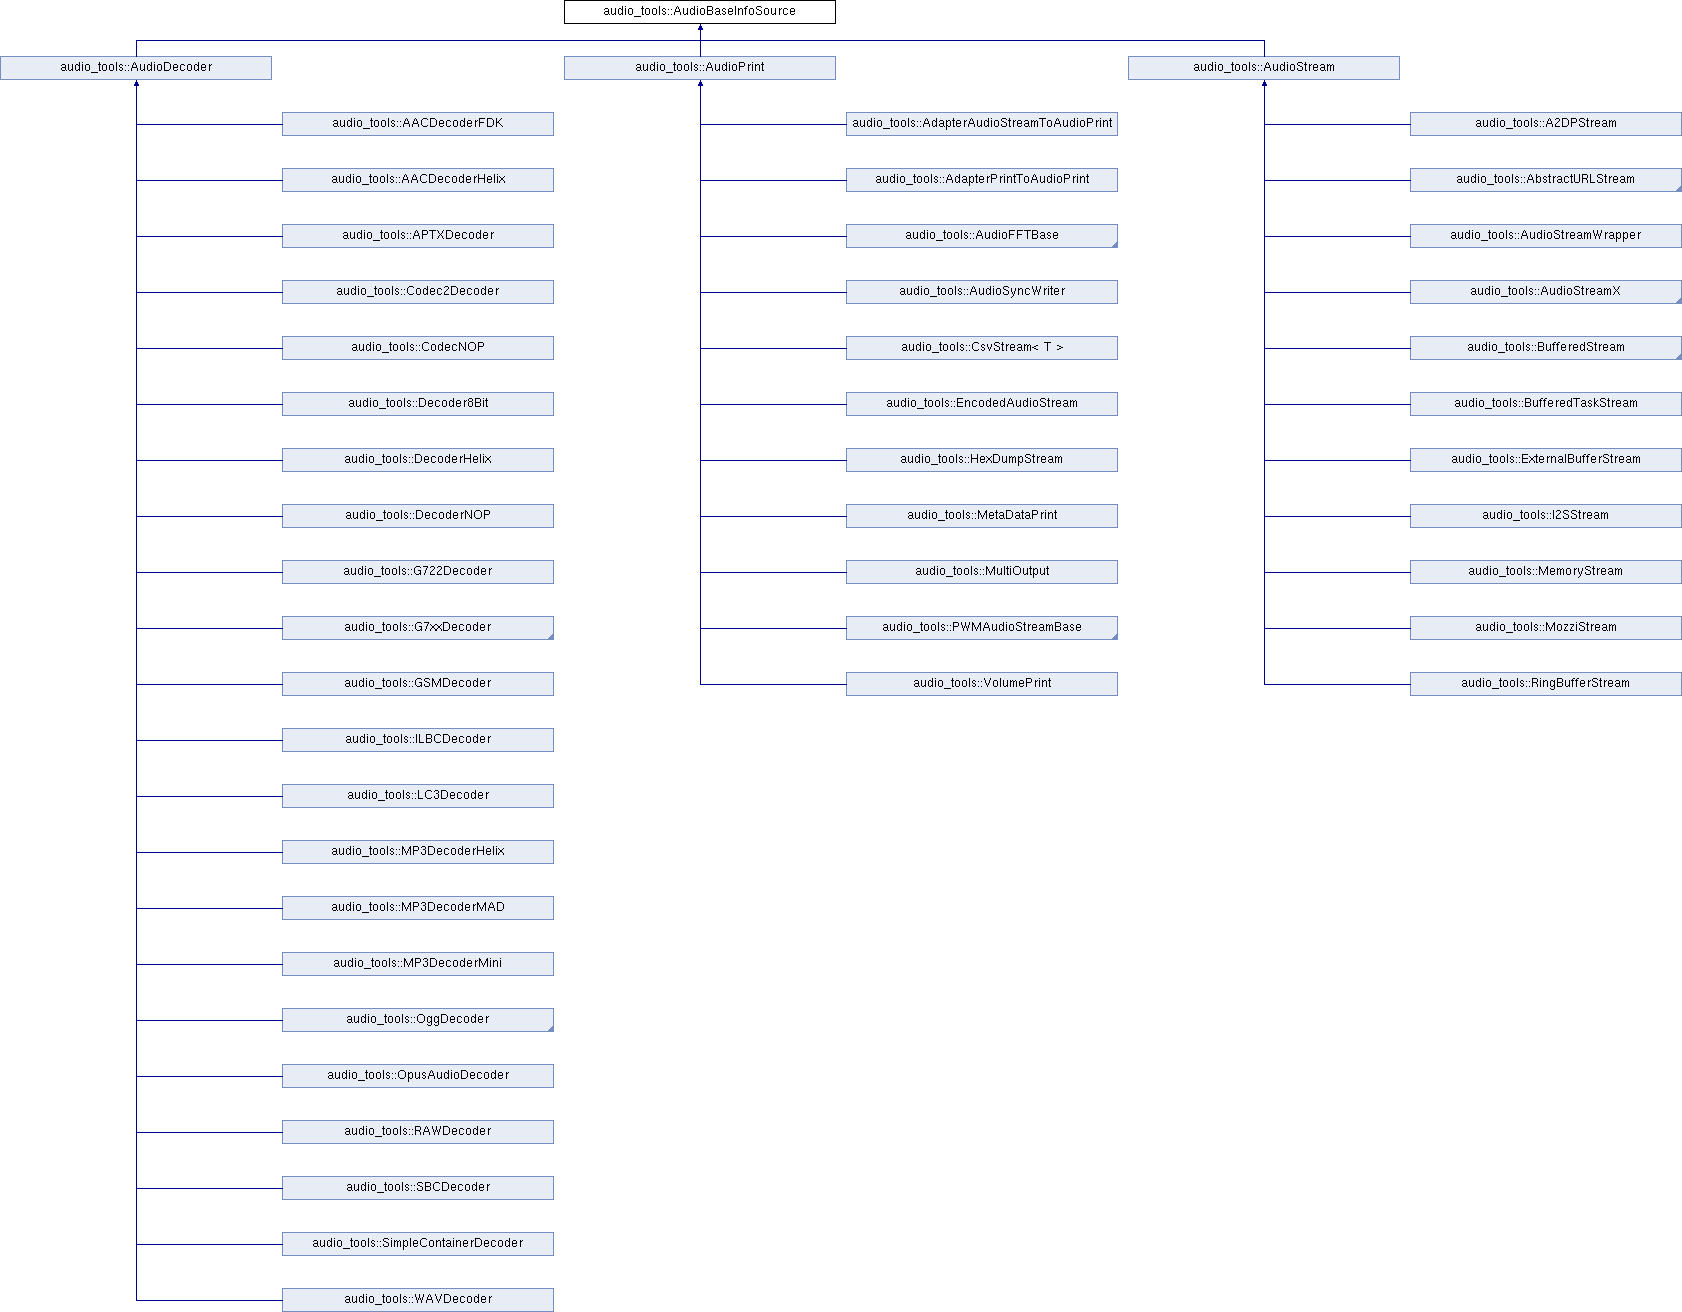 audio_tools::AudioBaseInfoSource
audio_tools::AudioDecoder
audio_tools::AudioPrint
audio_tools::AudioStream
audio_tools::AACDecoderFDK
audio_tools::AdapterAudioStreamToAudioPrint
audio_tools::A2DPStream
audio_tools::AACDecoderHelix
audio_tools::AdapterPrintToAudioPrint
audio_tools::AbstractURLStream
audio_tools::APTXDecoder
audio_tools::AudioFFTBase
audio_tools::AudioStreamWrapper
audio_tools::Codec2Decoder
audio_tools::AudioSyncWriter
audio_tools::AudioStreamX
audio_tools::CodecNOP
audio_tools::CsvStream< T >
audio_tools::BufferedStream
audio_tools::Decoder8Bit
audio_tools::EncodedAudioStream
audio_tools::BufferedTaskStream
audio_tools::DecoderHelix
audio_tools::HexDumpStream
audio_tools::ExternalBufferStream
audio_tools::DecoderNOP
audio_tools::MetaDataPrint
audio_tools::I2SStream
audio_tools::G722Decoder
audio_tools::MultiOutput
audio_tools::MemoryStream
audio_tools::G7xxDecoder
audio_tools::PWMAudioStreamBase
audio_tools::MozziStream
audio_tools::GSMDecoder
audio_tools::VolumePrint
audio_tools::RingBufferStream
audio_tools::ILBCDecoder
audio_tools::LC3Decoder
audio_tools::MP3DecoderHelix
audio_tools::MP3DecoderMAD
audio_tools::MP3DecoderMini
audio_tools::OggDecoder
audio_tools::OpusAudioDecoder
audio_tools::RAWDecoder
audio_tools::SBCDecoder
audio_tools::SimpleContainerDecoder
audio_tools::WAVDecoder